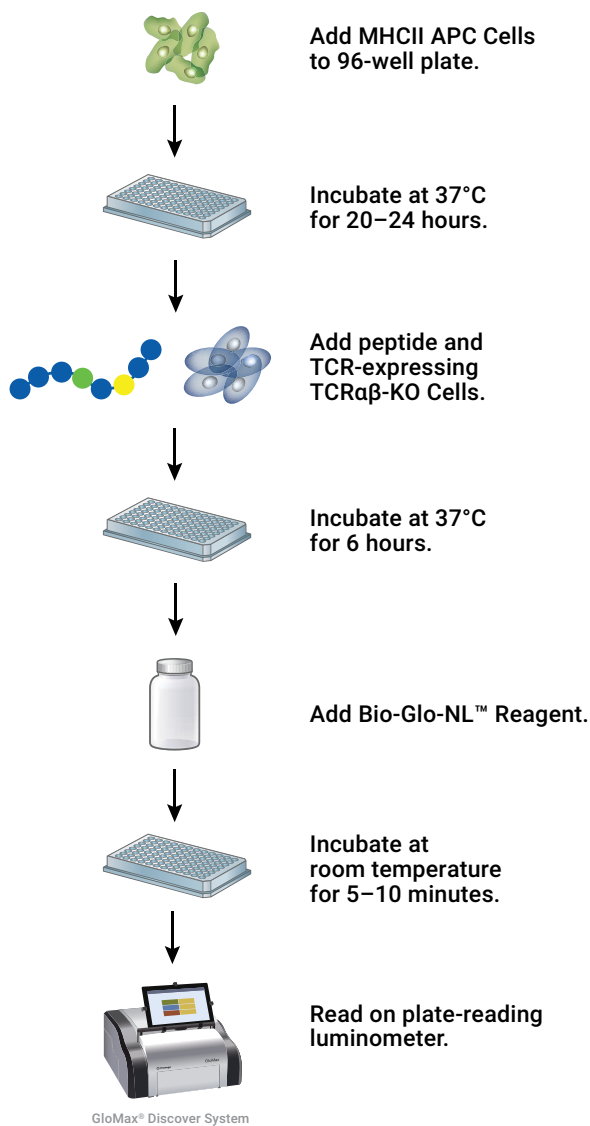 Add MHCII APC Cells
to 96-well plate.
Incubate at 37°C
for 20–24 hours.
Add peptide and
TCR-expressing
TCRαβ-KO Cells.
Incubate at 37°C
for 6 hours.
Add Bio-Glo-NL™ Reagent.
Incubate at
room temperature
for 5–10 minutes.
Read on plate-reading
luminometer.
GloMax® Discover System